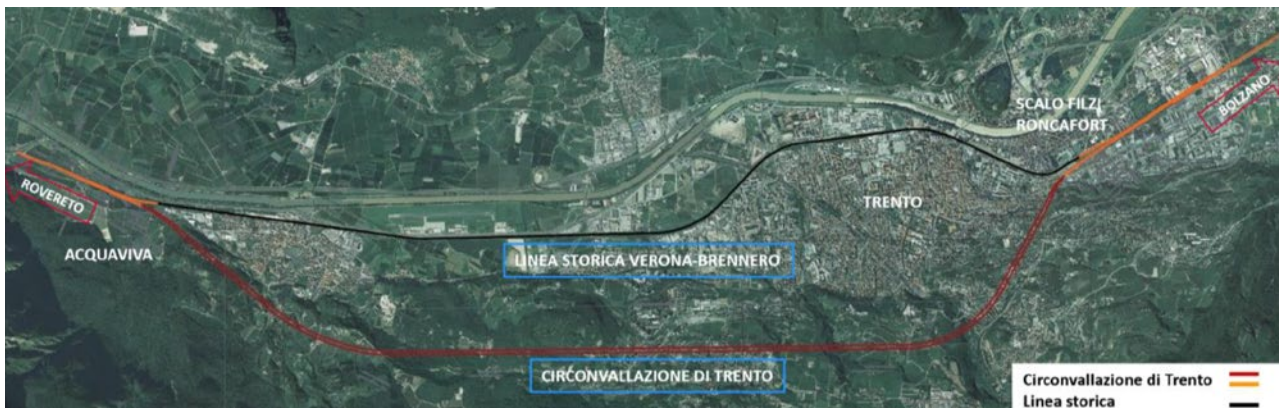 SCALO FILZI
RONCAFORT
BOLZANO
ROVERETO
TRENTO
ACQUAVIVA
LINEA STORICA VERONA-BRENNERO
CIRCONVALLAZIONE DI TRENTO
Circonvallazione di Trento
Linea storica